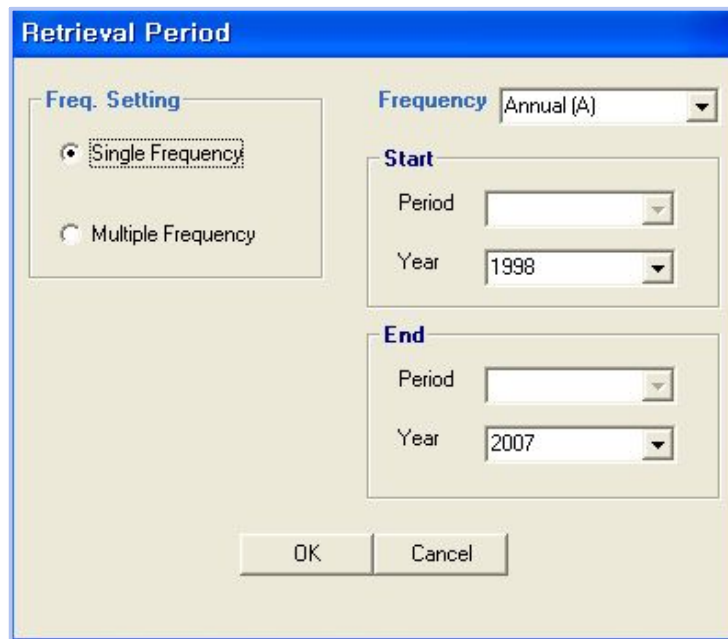 Retrieval Period
Freq. Setting
Single Frequency
Multiple Frequency
Frequency Annual (A)
Start
Period
Year 1998
End
Period
Year 2007
OK Cancel